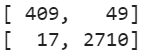 [ 409,   49]
[  17, 2710]